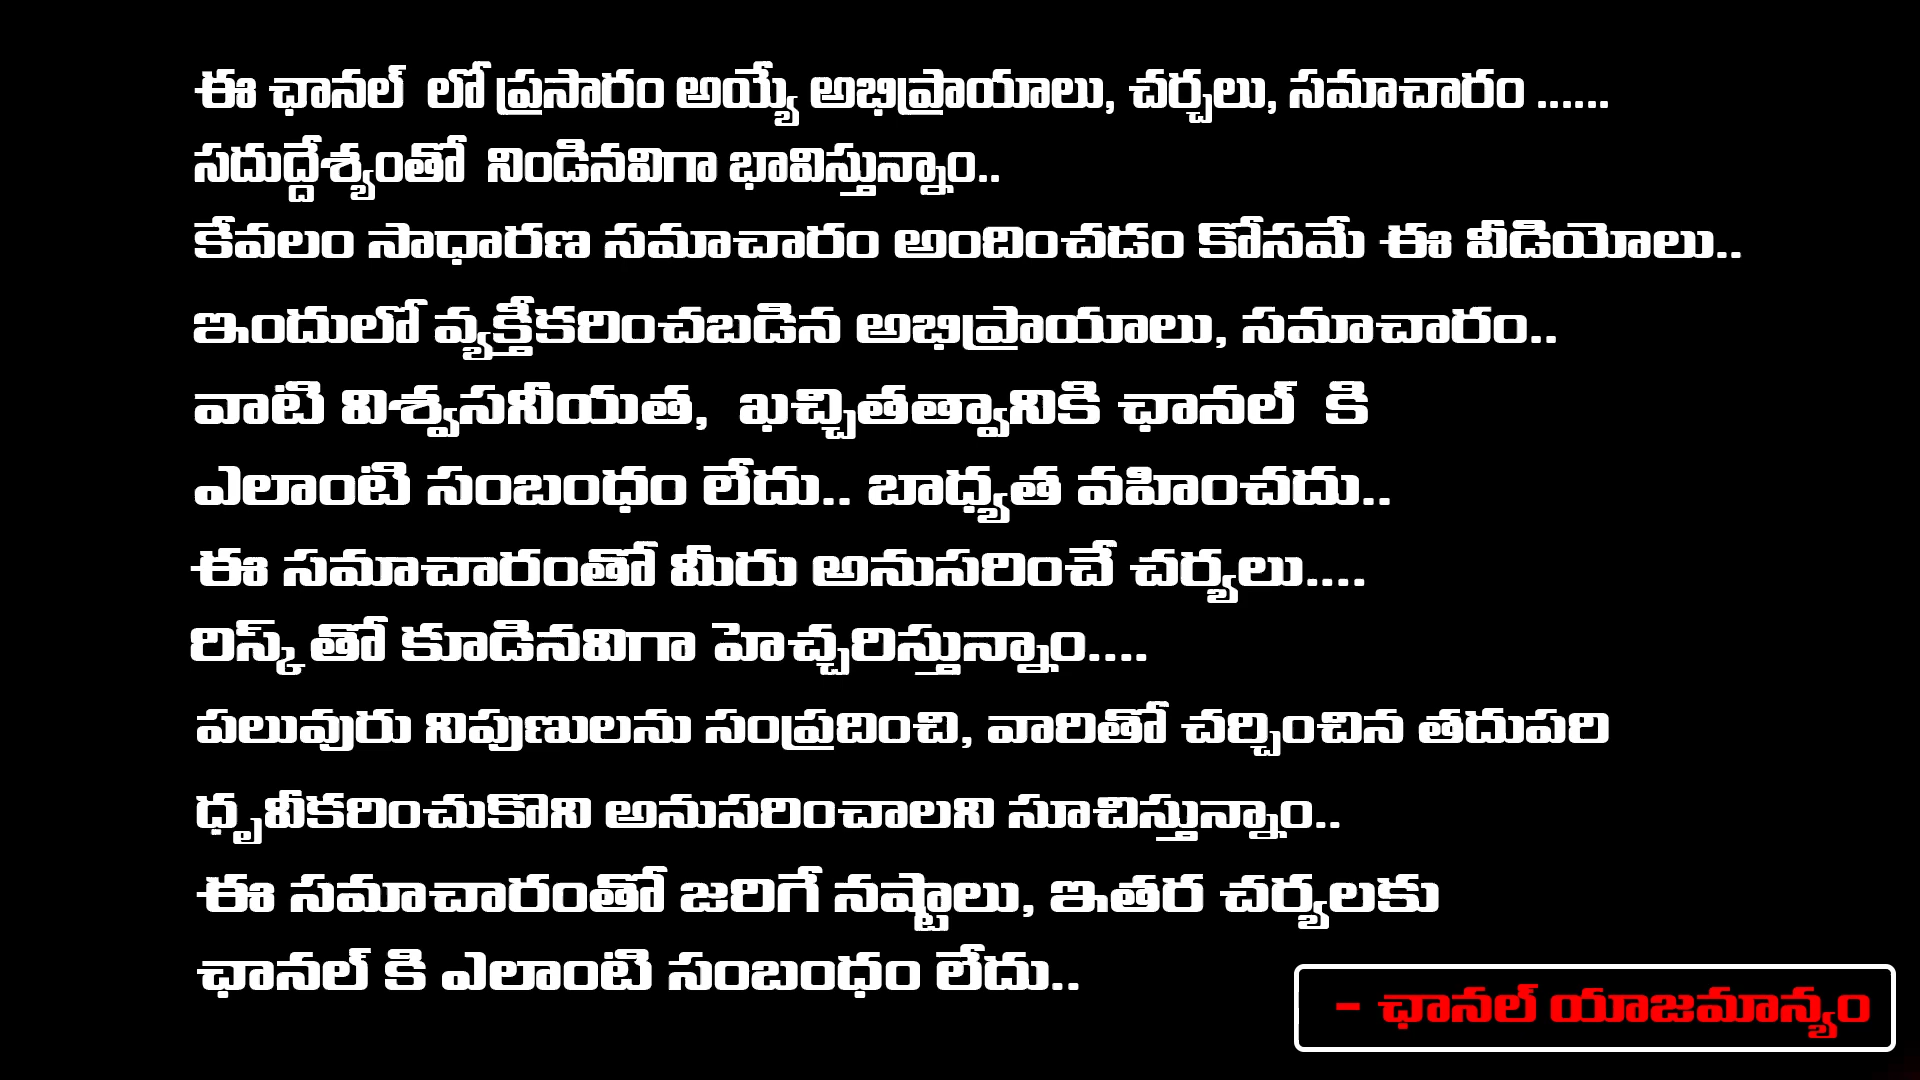 ఈ ఛానల్ లో ప్రసారం అయ్యే అభిప్రాయాలు, చర్చలు, సమాచారం ......
సదుద్దేశ్యంతో నిండినవిగా భావిస్తున్నాం..
కేవలం సాధారణ సమాచారం అందించడం కోసమే ఈ వీడియోలు..
ఇందులో వ్యక్తీకరించబడిన అభిప్రాయాలు, సమాచారం..
వాటి విశ్వసనీయత, ఖచ్చితత్వానికి ఛానల్ కి
ఎలాంటి సంబంధం లేదు.. బాధ్యత వహించదు..
ఈ సమాచారంతో మీరు అనుసరించే చర్యలు....
రిస్క్ తో కూడినవిగా హెచ్చరిస్తున్నాం....
పలువురు నిపుణులను సంప్రదించి, వారితో చర్చించిన తదుపరి
ధృవీకరించుకొని అనుసరించాలని సూచిస్తున్నాం..
ఈ సమాచారంతో జరిగే నష్టాలు, ఇతర చర్యలకు
ఛానల్ కి ఎలాంటి సంబంధం లేదు..
- ఛానల్ యాజమాన్యం